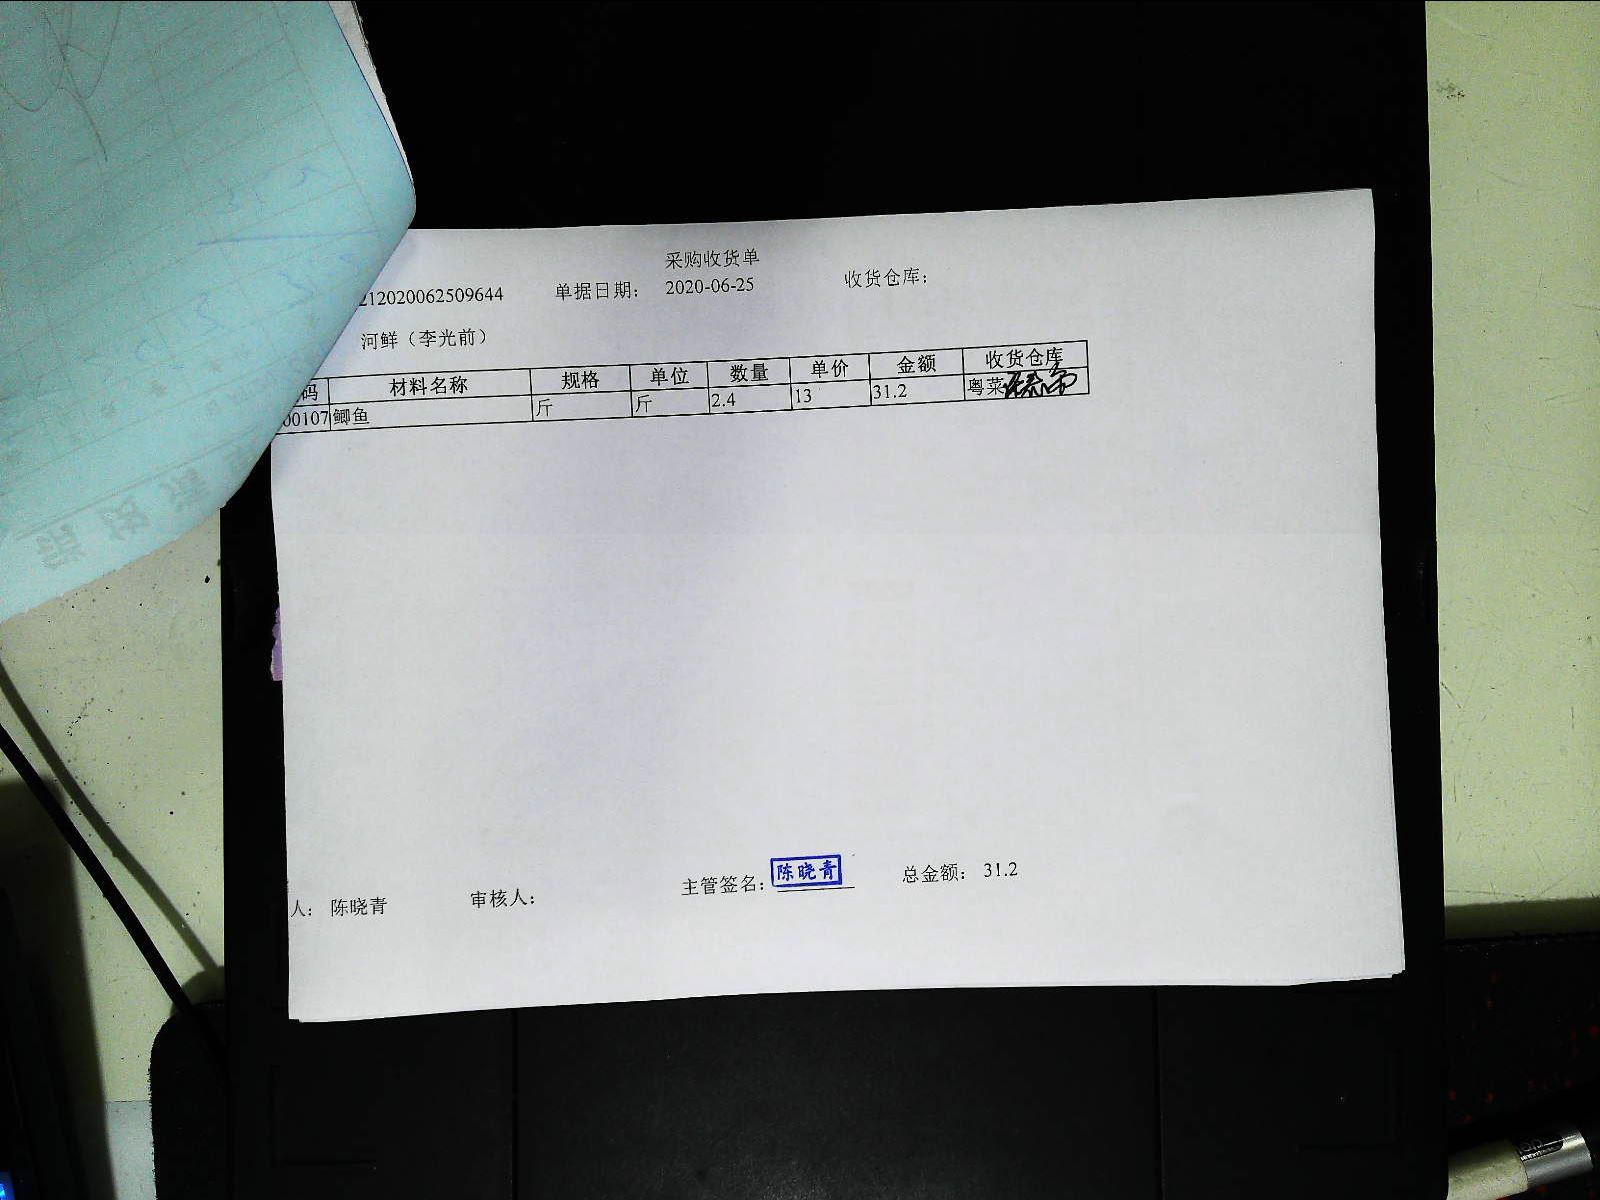 采购收货单
212020062509644 单据日期： 2020-06-25 收货仓库：
河鲜（李光前）
码 材料名称 规格 单位 数量 单价 金额 收货仓库
00107 鲫鱼 斤 斤 2.4 13 31.2 粤菜
人： 陈晓青 审核人： 主管签名： 陈晓青 总金额： 31.2